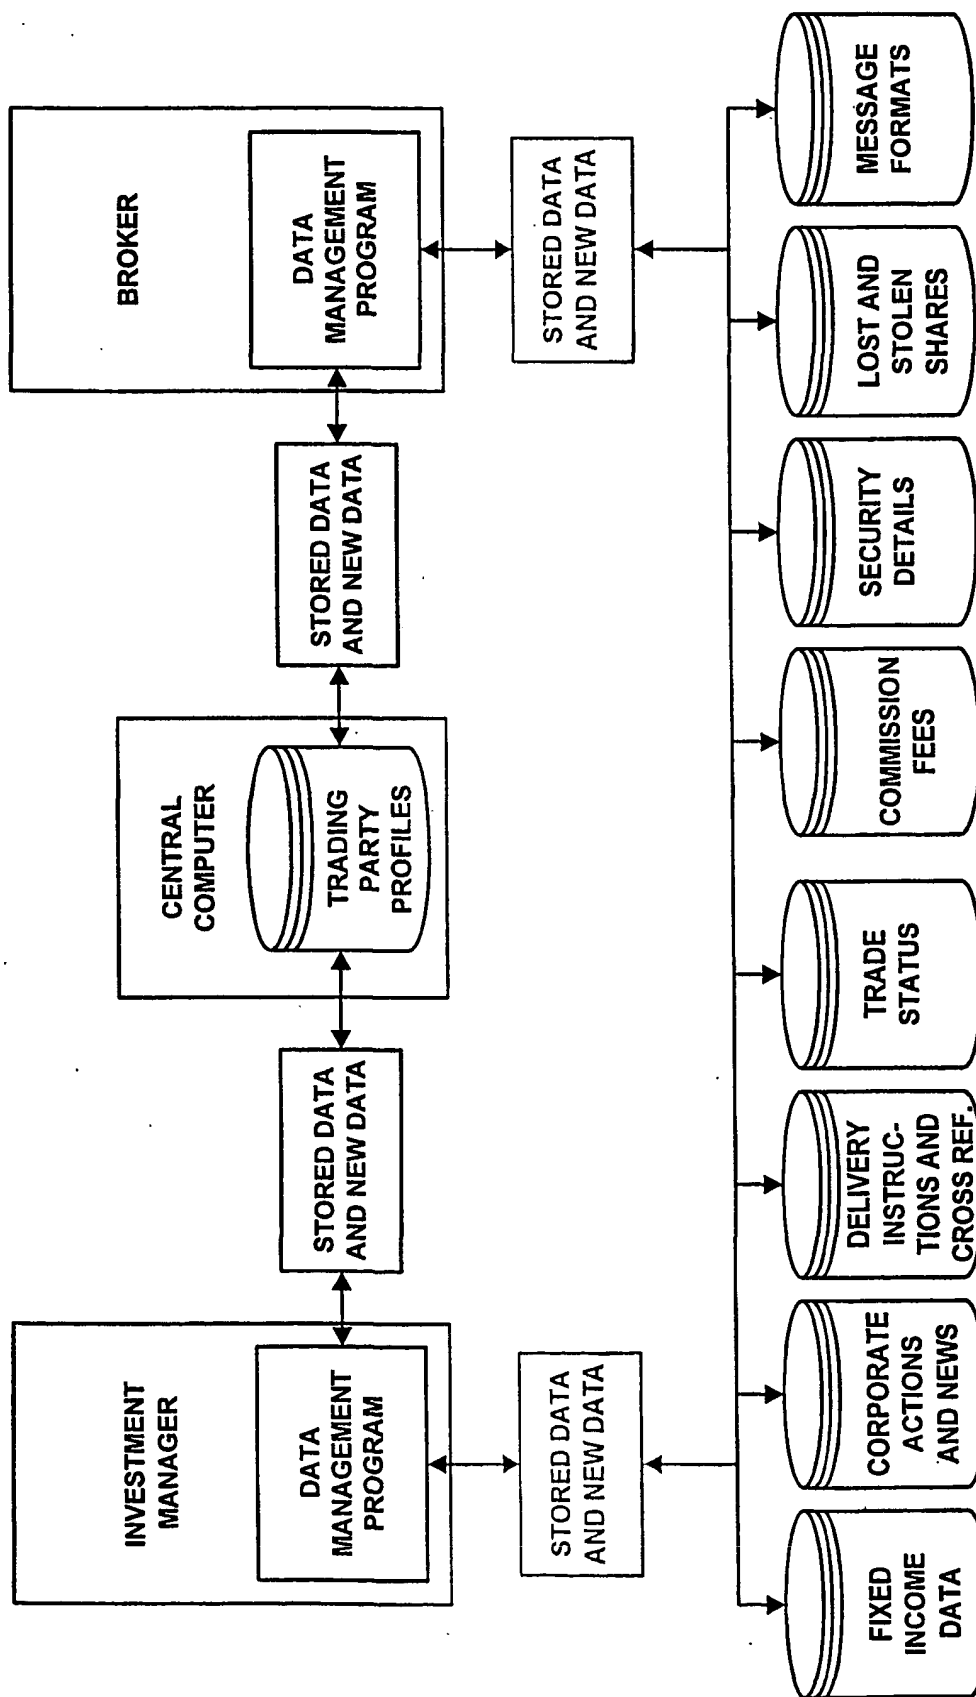 INVESTMENT
MANAGER
DATA
MANAGEMENT
PROGRAM
STORED DATA
AND NEW DATA
CENTRAL
COMPUTER
TRADING
PARTY
PROFILES
STORED DATA
AND NEW DATA
BROKER
DATA
MANAGEMENT
PROGRAM
STORED DATA
AND NEW DATA
STORED DATA
AND NEW DATA
FIXED
INCOME
DATA
CORPORATE
ACTIONS
AND NEWS
DELIVERY
INSTRUC-
TIONS AND
CROSS REF.
TRADE
STATUS
COMMISSION
FEES
SECURITY
DETAILS
LOST AND
STOLEN
SHARES
MESSAGE
FORMATS